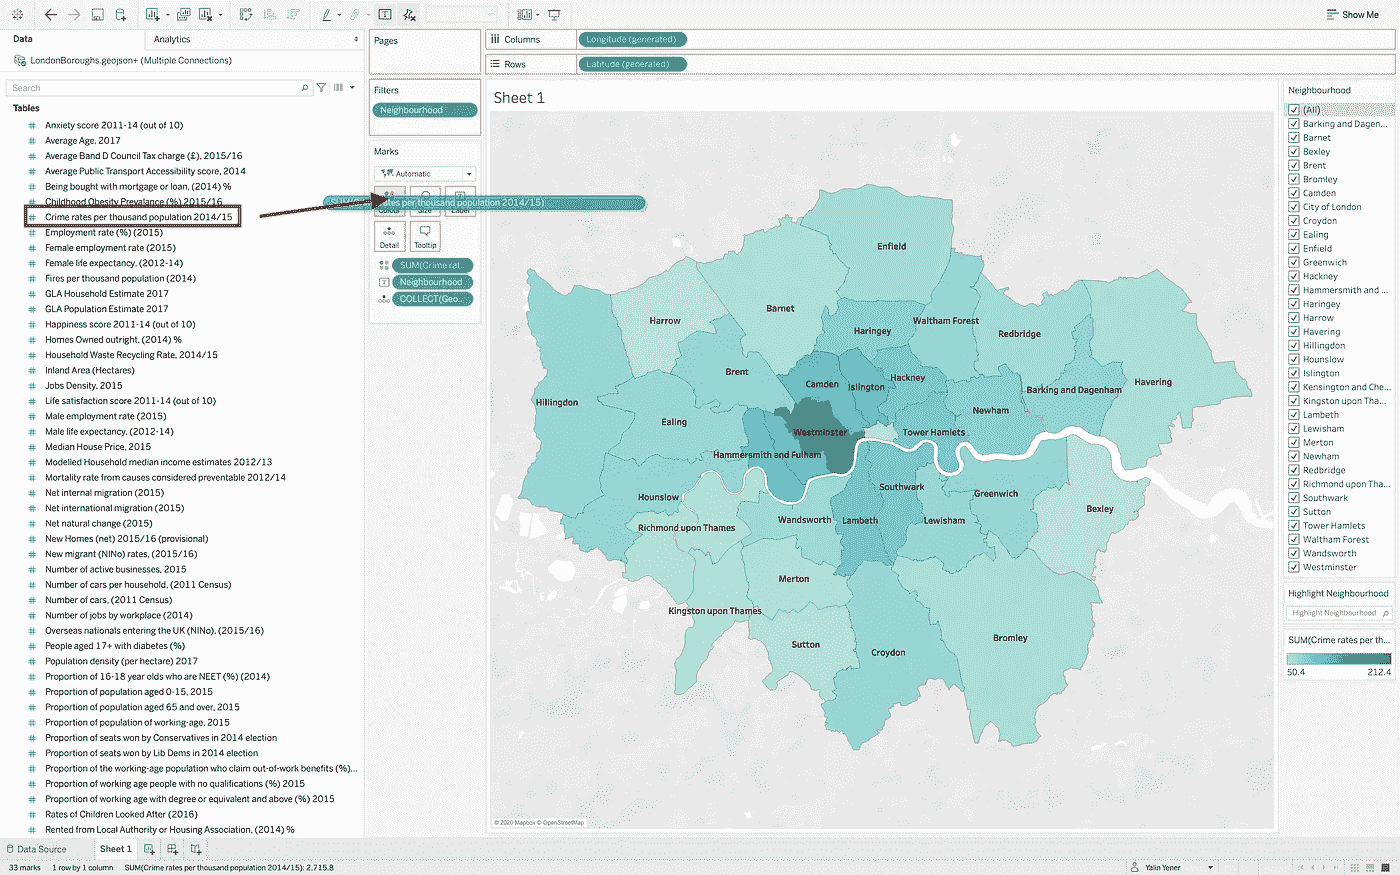 Show Me
Data
Analytics
LondonBoroughs.geojson+ (Multiple Connections)
Search
Tables
Anxiety score 2011-14 (out of 10)
Average Age, 2017
Average Band D Council Tax charge (£), 2015/16
Average Public Transport Accessibility score, 2014
Being bought with mortgage or loan, (2014) %
Childhood Obesity Prevalance (%) 2015/16
Crime rates per thousand population 2014/15
Employment rate (%) (2015)
Female employment rate (2015)
Female life expectancy, (2012-14)
Fires per thousand population (2014)
GLA Household Estimate 2017
GLA Population Estimate 2017
Happiness score 2011-14 (out of 10)
Homes Owned outright, (2014) %
Household Waste Recycling Rate, 2014/15
Inland Area (Hectares)
Jobs Density, 2015
Life satisfaction score 2011-14 (out of 10)
Male employment rate (2015)
Male life expectancy, (2012-14)
Median House Price, 2015
Modelled Household median income estimates 2012/13
Mortality rate from causes considered preventable 2012/14
Net internal migration (2015)
Net international migration (2015)
Net natural change (2015)
New Homes (net) 2015/16 (provisional)
New migrant (NINo) rates, (2015/16)
Number of active businesses, 2015
Number of cars per household, (2011 Census)
Number of cars, (2011 Census)
Number of jobs by workplace (2014)
Overseas nationals entering the UK (NINo), (2015/16)
People aged 17+ with diabetes (%)
Population density (per hectare) 2017
Proportion of 16-18 year olds who are NEET (%) (2014)
Proportion of population aged 0-15, 2015
Proportion of population aged 65 and over, 2015
Proportion of population of working-age, 2015
Proportion of seats won by Conservatives in 2014 election
Proportion of seats won by Lib Dems in 2014 election
Proportion of the working-age population who claim out-of-work benefits (%)...
Proportion of working age people with no qualifications (%) 2015
Proportion of working age with degree or equivalent and above (%) 2015
Rates of Children Looked After (2016)
Rented from Local Authority or Housing Association, (2014) %
Pages
Filters
Neighbourhood
Marks
Automatic
rates per thousand population 2014/15)
Colour
Size
Label
Detail
Tooltip
SUM(Crime rat..
Neighbourhood
COLLECT(Geo..
Columns
Longitude (generated)
Rows
Latitude (generated)
Sheet 1
Enfield
Barnet
Harrow
Haringey
Waltham Forest
Redbridge
Brent
Camden
Islington
Hackney
Barking and Dagenham
Havering
Hillingdon
Ealing
Newham
Westminster
Tower Hamlets
Hammersmith and Fulham
Hounslow
Southwark
Greenwich
Bexley
Richmond upon Thames
Wandsworth
Lambeth
Lewisham
Merton
Kingston upon Thames
Sutton
Croydon
Bromley
© 2020 Mapbox © OpenStreetMap
Neighbourhood
(All)
Barking and Dagen...
Barnet
Bexley
Brent
Bromley
Camden
City of London
Croydon
Ealing
Enfield
Greenwich
Hackney
Hammersmith and ...
Haringey
Harrow
Havering
Hillingdon
Hounslow
Islington
Kensington and Che...
Kingston upon Tha...
Lambeth
Lewisham
Merton
Newham
Redbridge
Richmond upon Tha...
Southwark
Sutton
Tower Hamlets
Waltham Forest
Wandsworth
Westminster
Highlight Neighbourhood
Highlight Neighbourhood
SUM(Crime rates per th...
50.4
212.4
Data Source
Sheet 1
33 marks
1 row by 1 column
SUM(Crime rates per thousand population 2014/15): 2,715.8
Yalin Yener